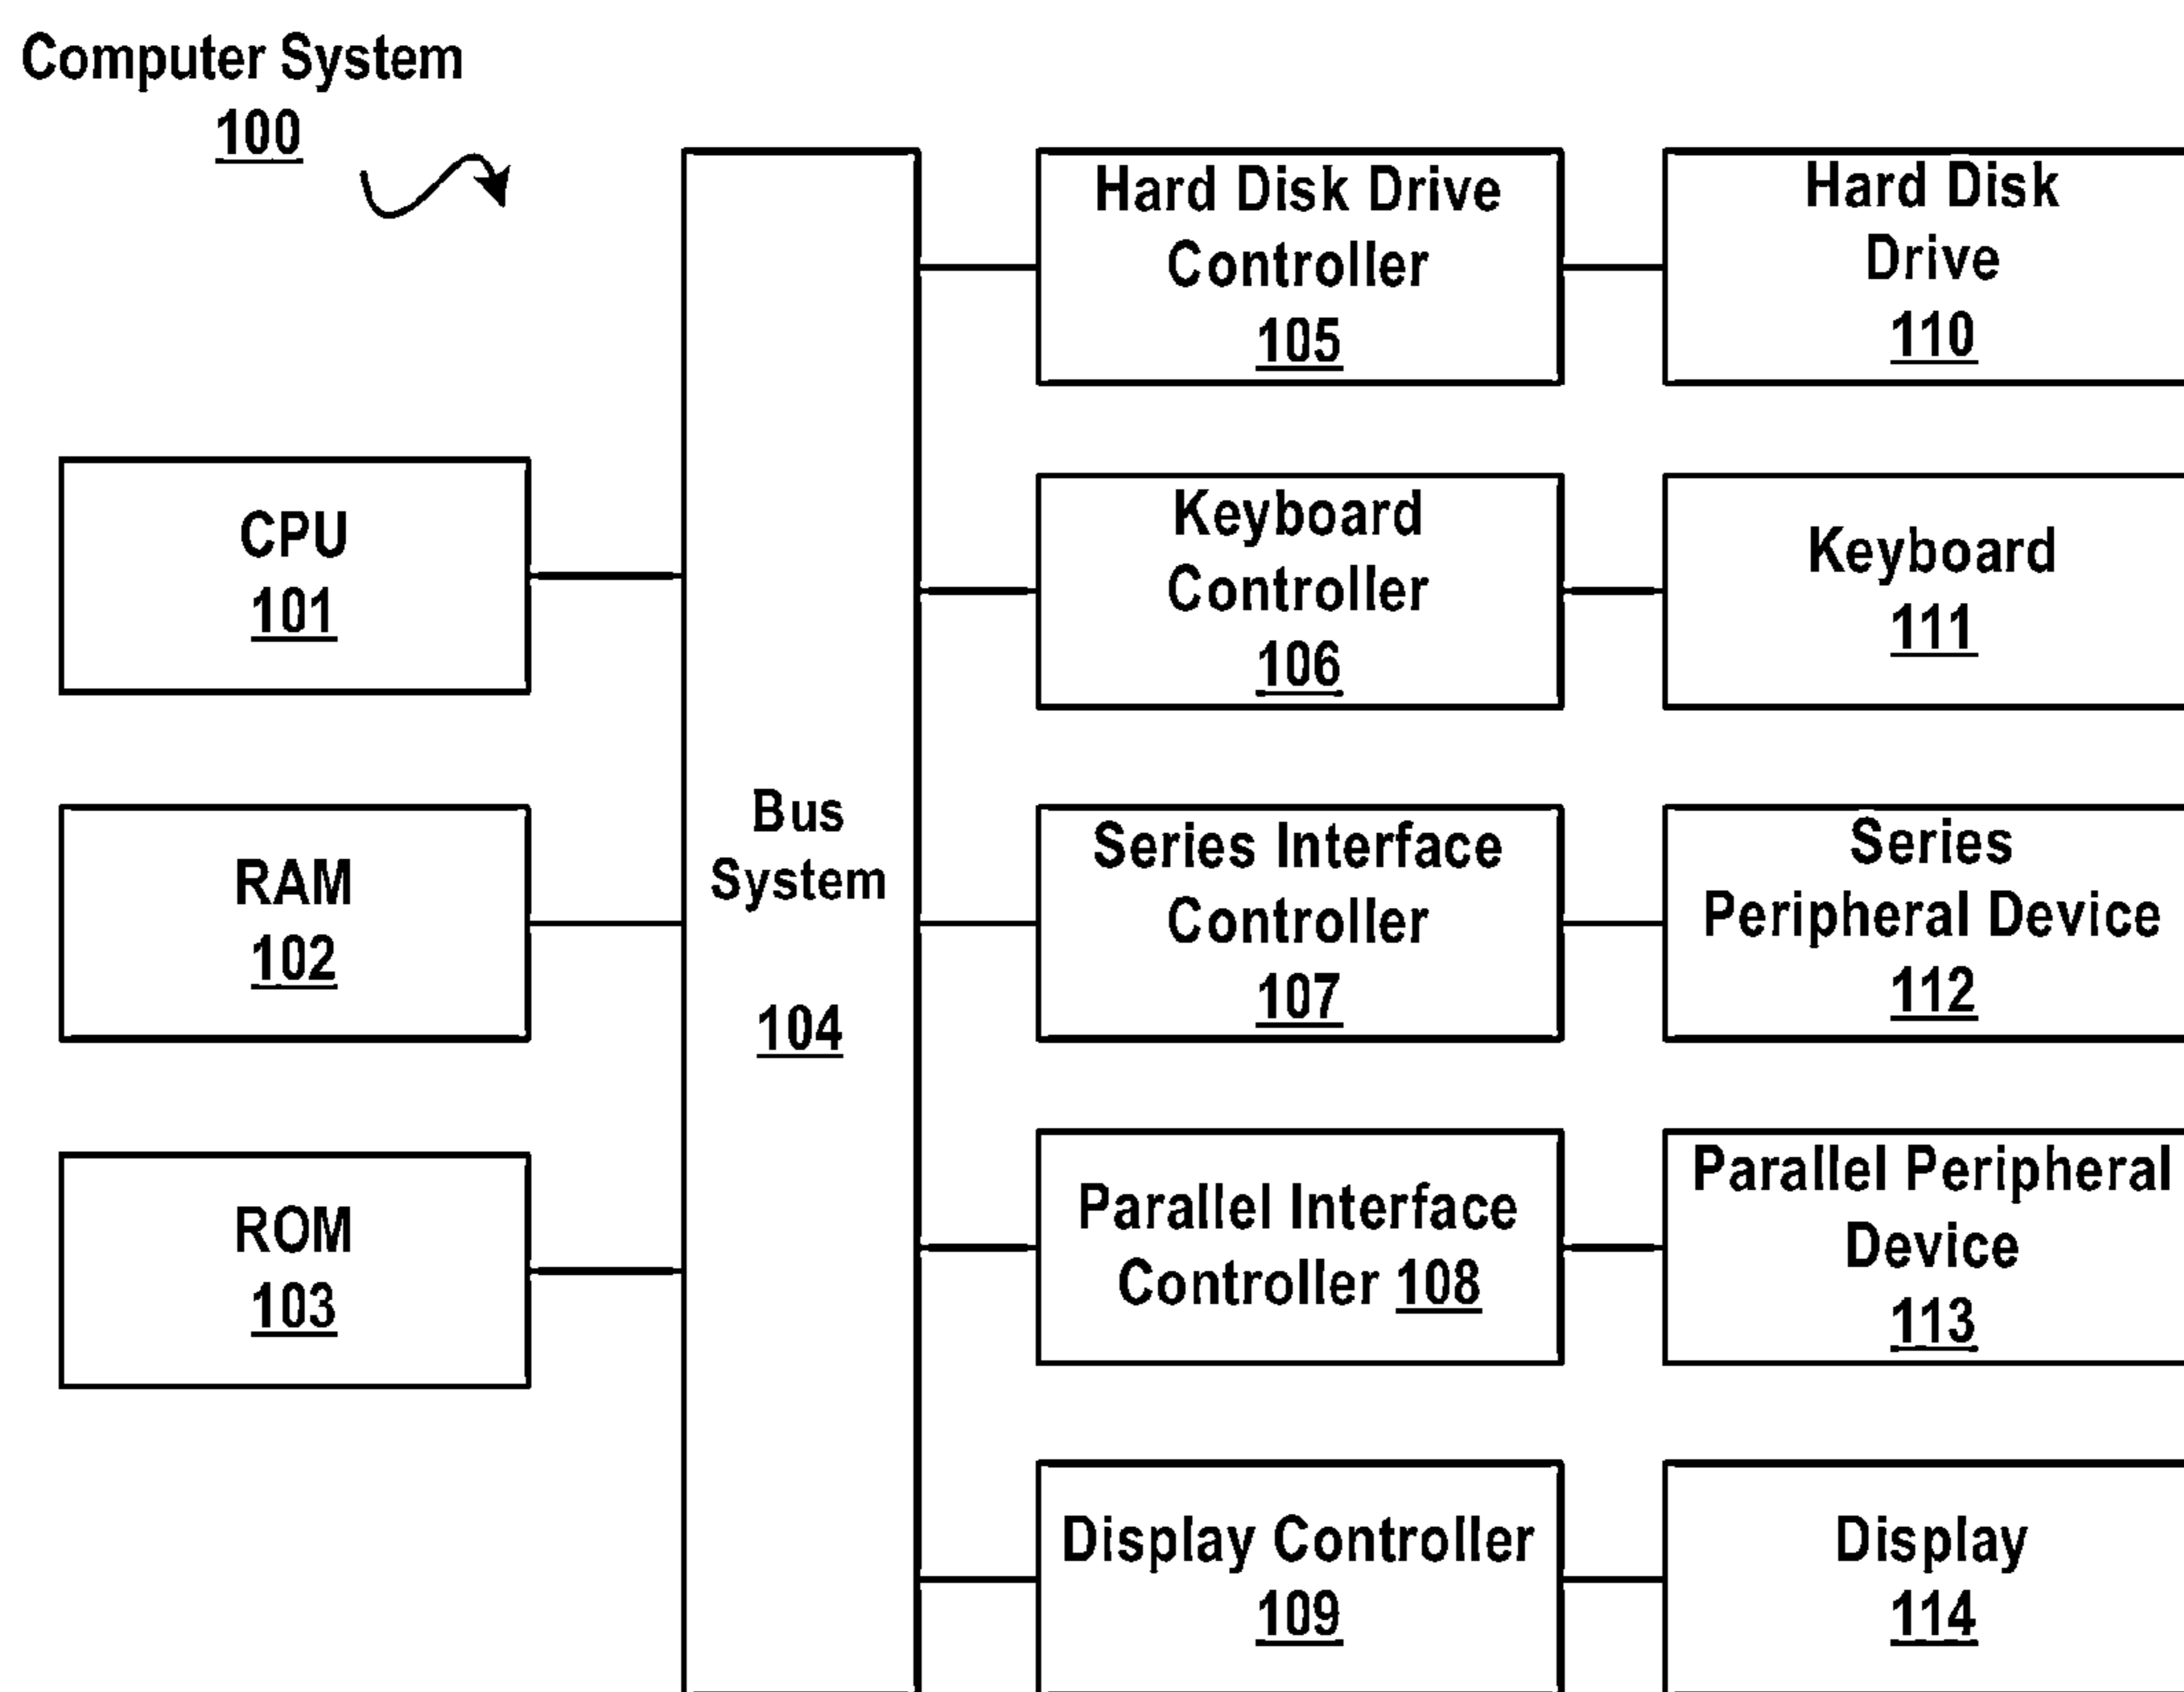 Computer System
100
CPU
101
RAM
102
ROM
103
Bus
System
104
Hard Disk Drive
Controller
105
Hard Disk
Drive
110
Keyboard
Controller
106
Keyboard
111
Series Interface
Controller
107
Series
Peripheral Device
112
Parallel Interface
Controller 108
Parallel Peripheral
Device
113
Display Controller
109
Display
114